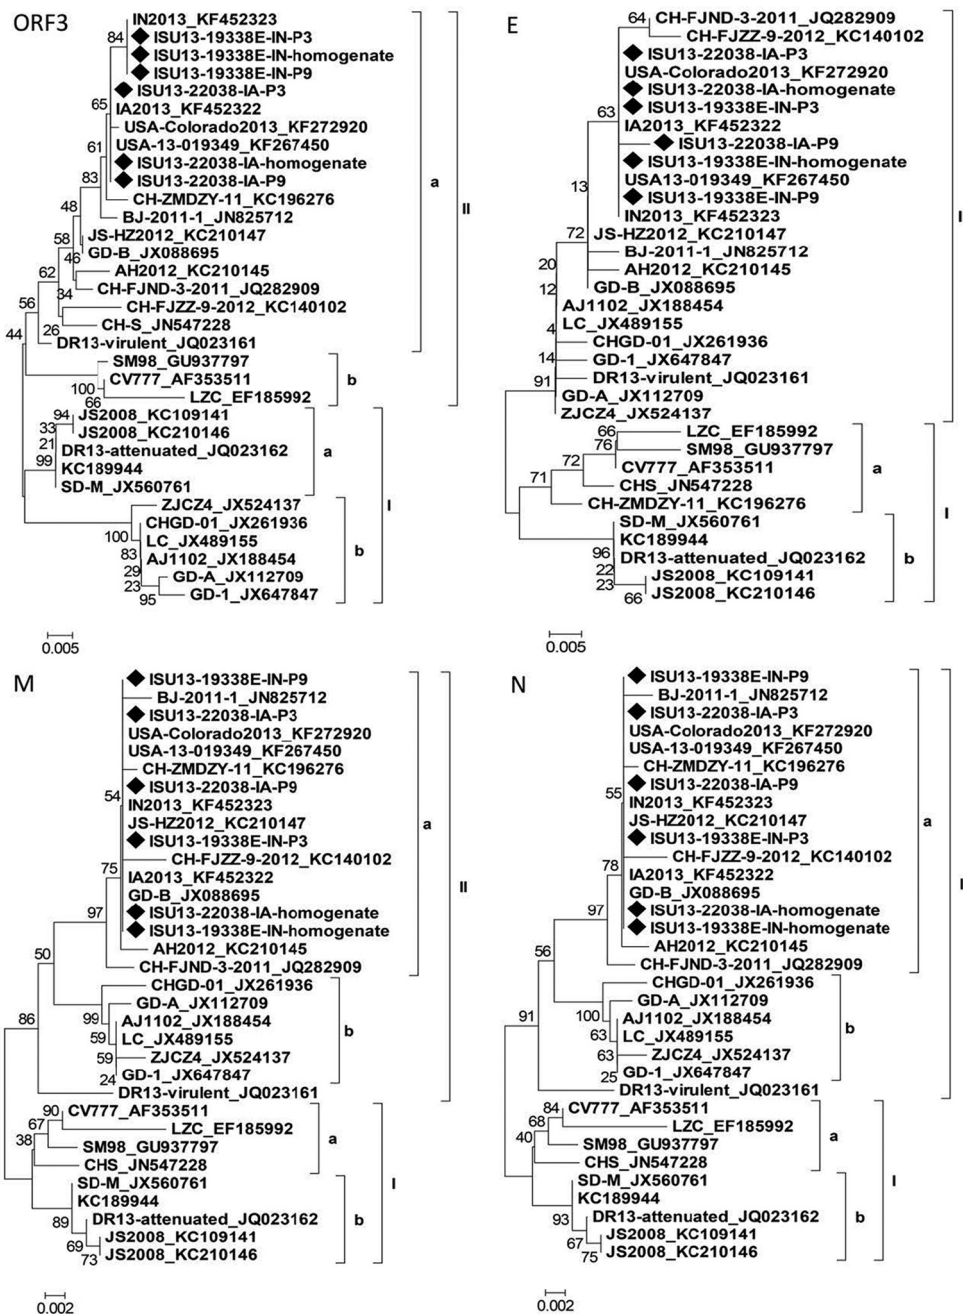 ORF3
IN2013_KF452323
84
ISU13-19338E-IN-P3
ISU13-19338E-IN-homogenate
ISU13-19338E-IN-P9
ISU13-22038-IA-P3
65
IA2013_KF452322
USA-Colorado2013_KF272920
61
USA-13-019349_KF267450
ISU13-22038-IA-homogenate
83
ISU13-22038-IA-P9
a
II
CH-ZMDZY-11_KC196276
48
BJ-2011-1_JN825712
58
JS-HZ2012_KC210147
46
GD-B_JX088695
62
AH2012_KC210145
34
CH-FJND-3-2011_JQ282909
56
CH-FJZZ-9-2012_KC140102
44
26
CH-S_JN547228
DR13-virulent_JQ023161
SM98_GU937797
100
CV777_AF353511
b
66
LZC_EF185992
94
JS2008_KC109141
33
JS2008_KC210146
21
DR13-attenuated_JQ023162
a
99
KC189944
SD-M_JX560761
I
ZJCZ4_JX524137
CHGD-01_JX261936
100
LC_JX489155
83
AJ1102_JX188454
b
29
GD-A_JX112709
23
95
GD-1_JX647847
0.005
E
64
CH-FJND-3-2011_JQ282909
CH-FJZZ-9-2012_KC140102
ISU13-22038-IA-P3
USA-Colorado2013_KF272920
ISU13-22038-IA-homogenate
63
ISU13-19338E-IN-P3
IA2013_KF452322
ISU13-22038-IA-P9
ISU13-19338E-IN-homogenate
13
USA13-019349_KF267450
ISU13-19338E-IN-P9
IN2013_KF452323
I
72
JS-HZ2012_KC210147
BJ-2011-1_JN825712
20
AH2012_KC210145
12
GD-B_JX088695
AJ1102_JX188454
4
LC_JX489155
CHGD-01_JX261936
14
GD-1_JX647847
91
DR13-virulent_JQ023161
GD-A_JX112709
ZJCZ4_JX524137
66
LZC_EF185992
76
SM98_GU937797
72
CV777_AF353511
a
71
CHS_JN547228
CH-ZMDZY-11_KC196276
I
SD-M_JX560761
KC189944
96
DR13-attenuated_JQ023162
b
22
JS2008_KC109141
23
66
JS2008_KC210146
0.005
M
ISU13-19338E-IN-P9
BJ-2011-1_JN825712
ISU13-22038-IA-P3
USA-Colorado2013_KF272920
USA-13-019349_KF267450
CH-ZMDZY-11_KC196276
54
ISU13-22038-IA-P9
IN2013_KF452323
JS-HZ2012_KC210147
a
ISU13-19338E-IN-P3
75
CH-FJZZ-9-2012_KC140102
IA2013_KF452322
II
GD-B_JX088695
97
ISU13-22038-IA-homogenate
ISU13-19338E-IN-homogenate
50
AH2012_KC210145
CH-FJND-3-2011_JQ282909
CHGD-01_JX261936
GD-A_JX112709
86
99
AJ1102_JX188454
b
59
LC_JX489155
59
ZJCZ4_JX524137
24
GD-1_JX647847
DR13-virulent_JQ023161
90
CV777_AF353511
67
LZC_EF185992
38
SM98_GU937797
a
CHS_JN547228
I
SD-M_JX560761
KC189944
89
DR13-attenuated_JQ023162
b
69
JS2008_KC109141
73
JS2008_KC210146
0.002
N
ISU13-19338E-IN-P9
BJ-2011-1_JN825712
ISU13-22038-IA-P3
USA-Colorado2013_KF272920
USA-13-019349_KF267450
CH-ZMDZY-11_KC196276
55
ISU13-22038-IA-P9
IN2013_KF452323
JS-HZ2012_KC210147
a
ISU13-19338E-IN-P3
78
CH-FJZZ-9-2012_KC140102
IA2013_KF452322
I
GD-B_JX088695
97
ISU13-22038-IA-homogenate
ISU13-19338E-IN-homogenate
56
AH2012_KC210145
CH-FJND-3-2011_JQ282909
CHGD-01_JX261936
GD-A_JX112709
91
100
AJ1102_JX188454
b
63
LC_JX489155
63
ZJCZ4_JX524137
25
GD-1_JX647847
DR13-virulent_JQ023161
84
CV777_AF353511
68
LZC_EF185992
40
SM98_GU937797
a
CHS_JN547228
I
SD-M_JX560761
KC189944
93
DR13-attenuated_JQ023162
b
67
JS2008_KC109141
75
JS2008_KC210146
0.002